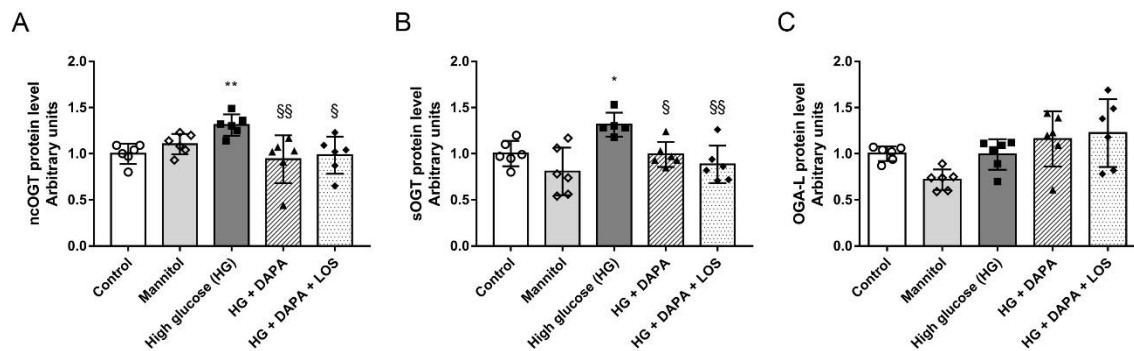 A
ncOGT protein level
Arbitrary units
2.0
1.5
1.0
0.5
0.0
**
§§
§
Control
Mannitol
High glucose (HG)
HG + DAPA
HG + DAPA + LOS
B
sOGT protein level
Arbitrary units
2.0
1.5
1.0
0.5
0.0
*
§
§§
Control
Mannitol
High glucose (HG)
HG + DAPA
HG + DAPA + LOS
C
OGA-L protein level
Arbitrary units
2.0
1.5
1.0
0.5
0.0
Control
Mannitol
High glucose (HG)
HG + DAPA
HG + DAPA + LOS